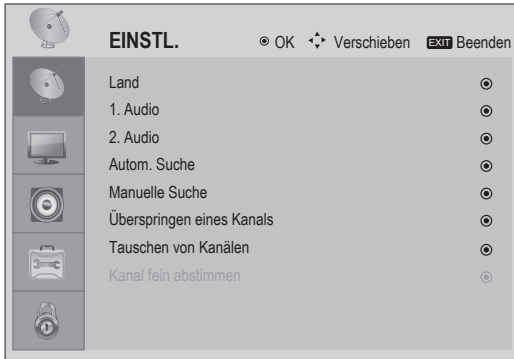 EINSTL. OK Verschieben EXIT Beenden
Land
1. Audio
2. Audio
Autom. Suche
Manuelle Suche
Überspringen eines Kanals
Tauschen von Kanälen
Kanal fein abstimmen